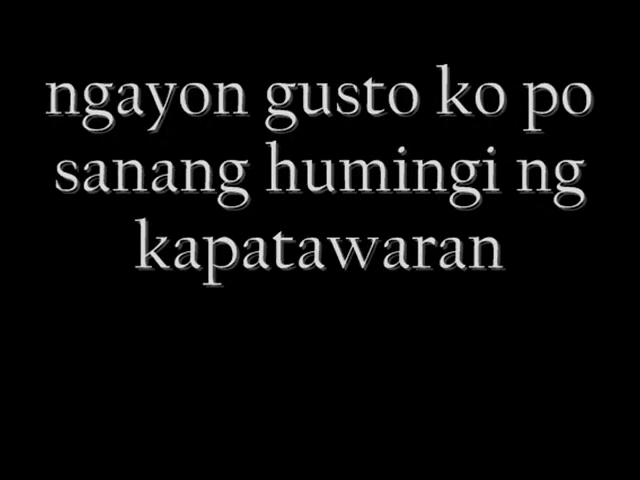 ngayon gusto ko po
sanang humingi ng
kapatawaran